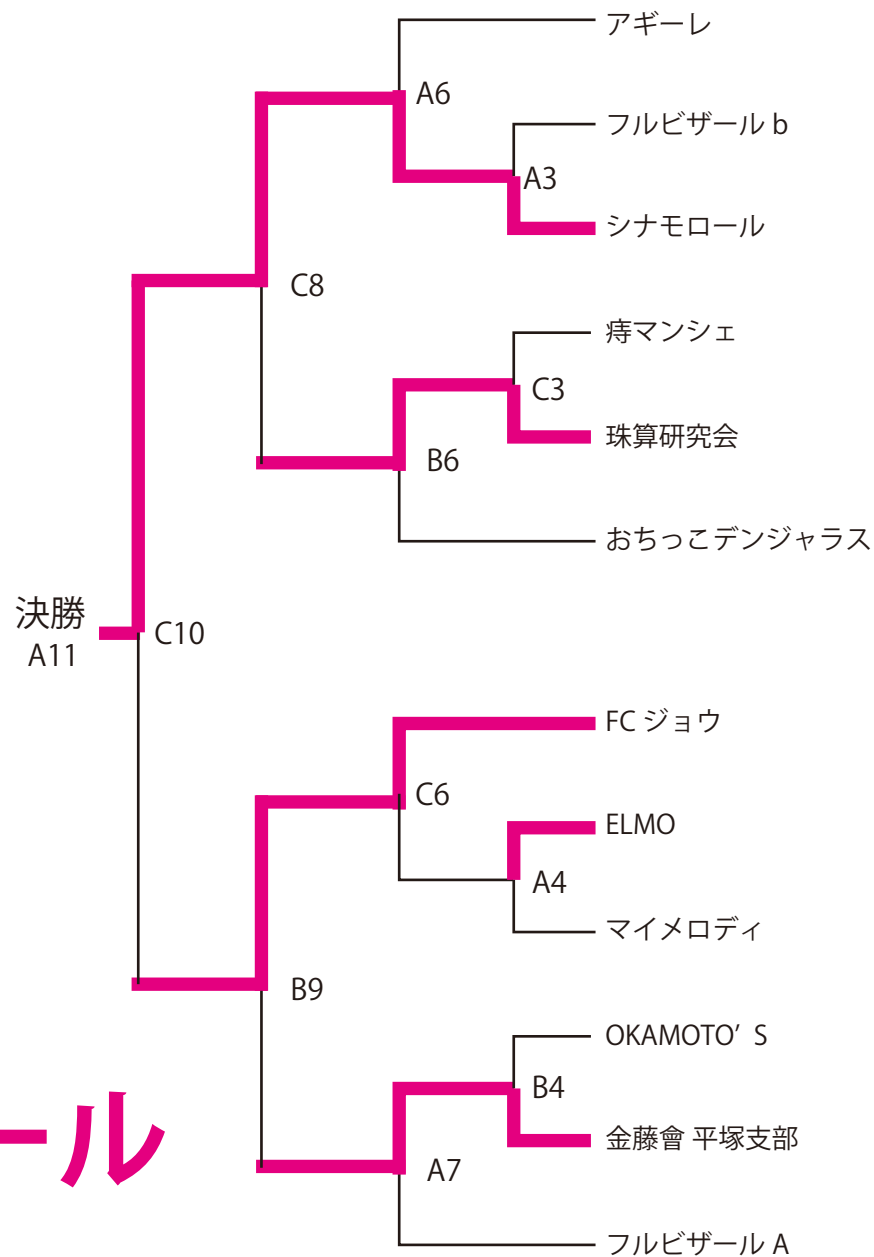 アギーレ
A6
フルビザール b
A3
シナモロール
C8
痔マンシェ
C3
珠算研究会
B6
おちっこデンジャラス
決勝
A11
C10
FC ジョウ
C6
ELMO
A4
マイメロディ
B9
OKAMOTO’S
B4
金藤會 平塚支部
A7
フルビザール A
ール